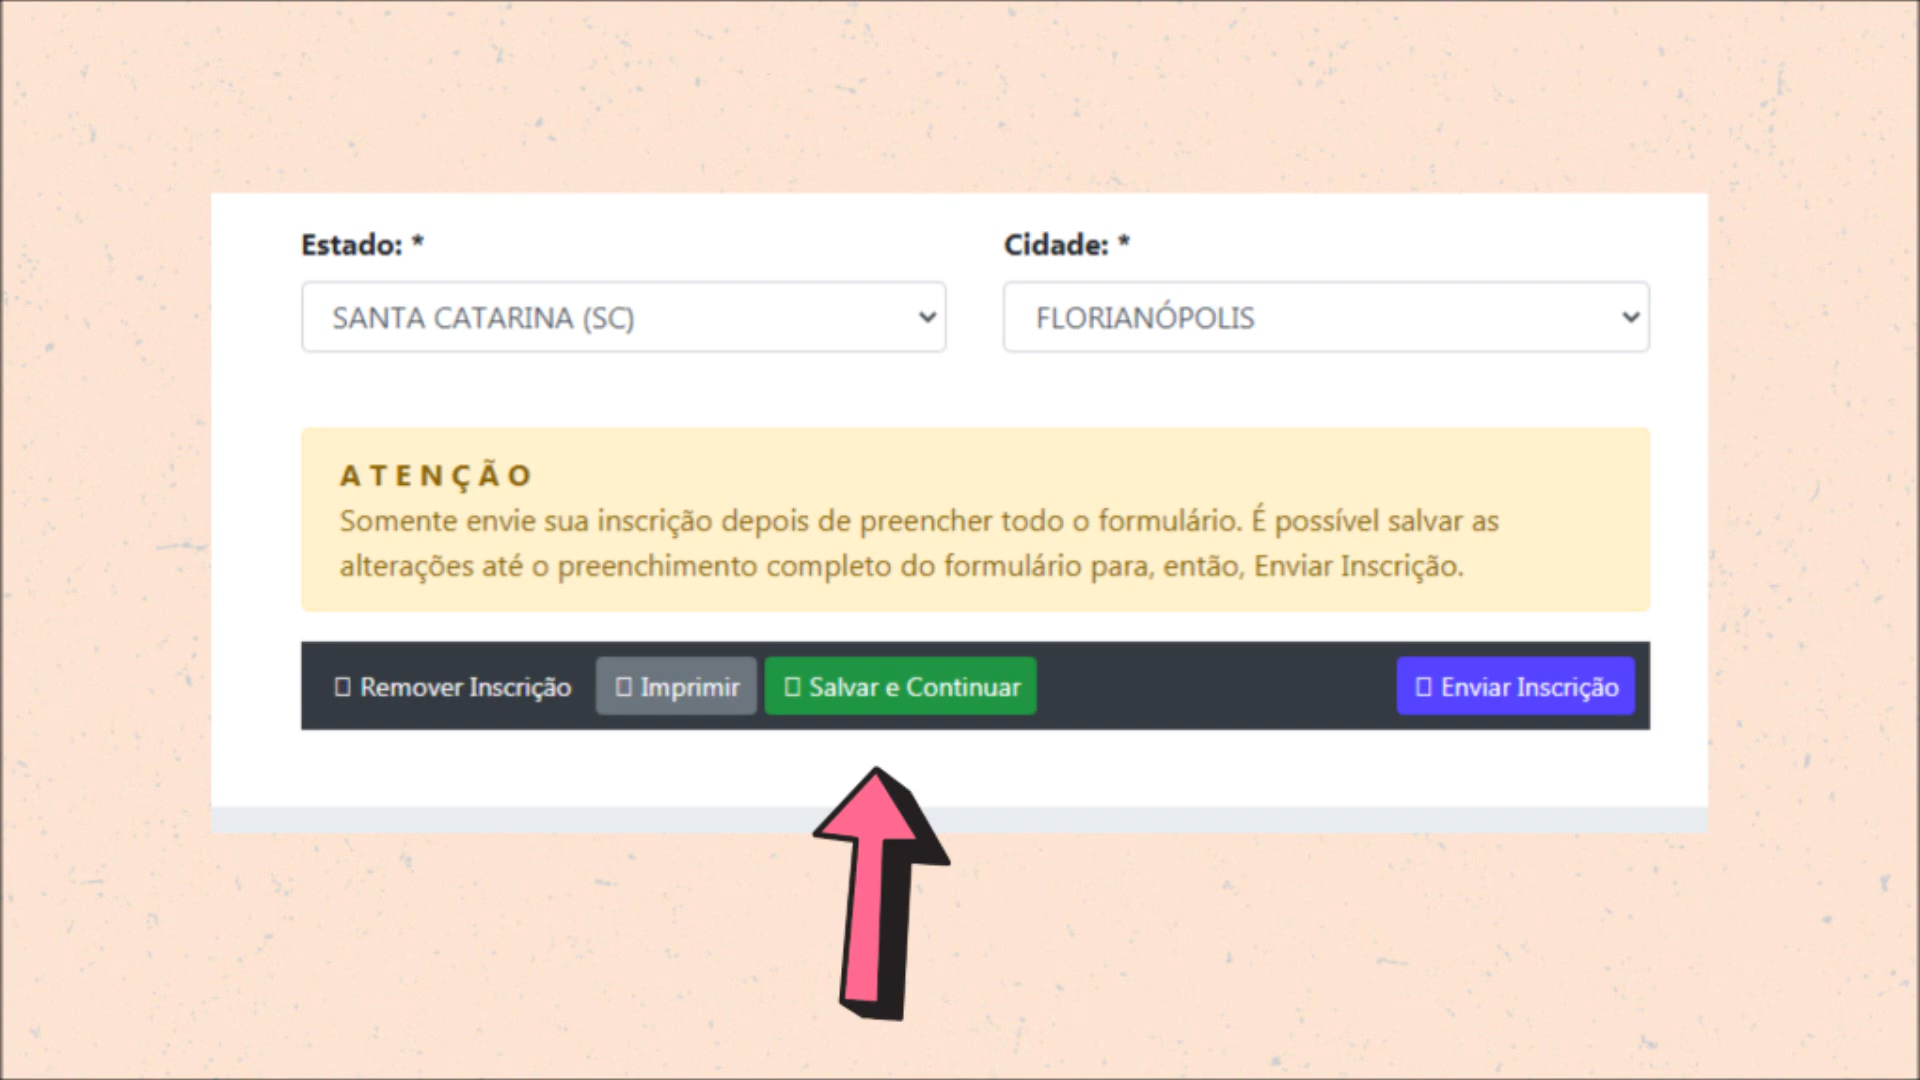 Estado: *
Cidade: *
SANTA CATARINA (SC)
FLORIANÓPOLIS
ATENÇÃO
Somente envie sua inscrição depois de preencher todo o formulário. É possível salvar as
alterações até o preenchimento completo do formulário para, então, Enviar Inscrição.
Remover Inscrição
Imprimir
Salvar e Continuar
Enviar Inscrição